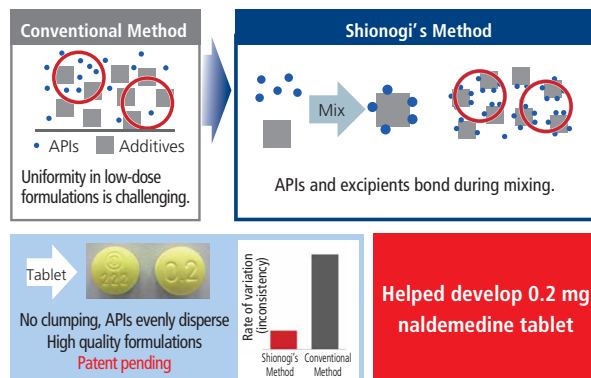 Conventional Method
APIs
Additives
Uniformity in low-dose
formulations is challenging.
Shionogi's Method
Mix
APIs and excipients bond during mixing.
Tablet
222
0.2
No clumping, APIs evenly disperse
High quality formulations
Patent pending
Rate of variation
(inconsistency)
Shionogi's
Method
Conventional
Method
Helped develop 0.2 mg
naldemedine tablet